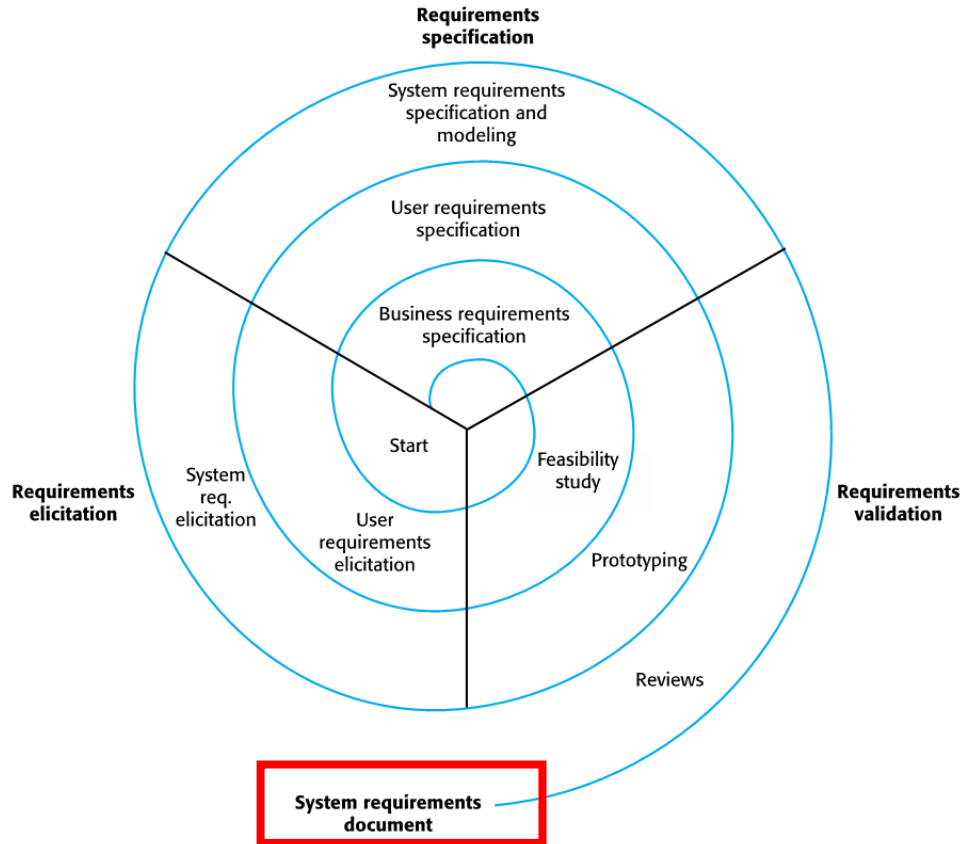 Requirements
specification
System requirements
specification and
modeling
User requirements
specification
Business requirements
specification
Start
Feasibility
study
System
req.
elicitation
Requirements
elicitation
Requirements
validation
User
requirements
elicitation
Prototyping
Reviews
System requirements
document